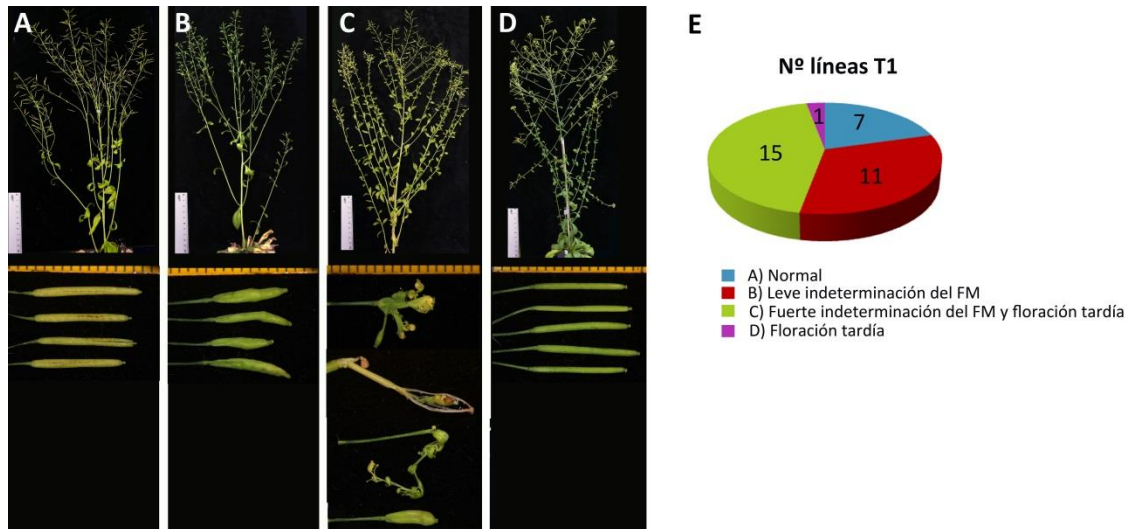 A
B
C
D
E
Nº líneas T1
1
7
15
11
A) Normal
B) Leve indeterminación del FM
C) Fuerte indeterminación del FM y floración tardía
D) Floración tardía